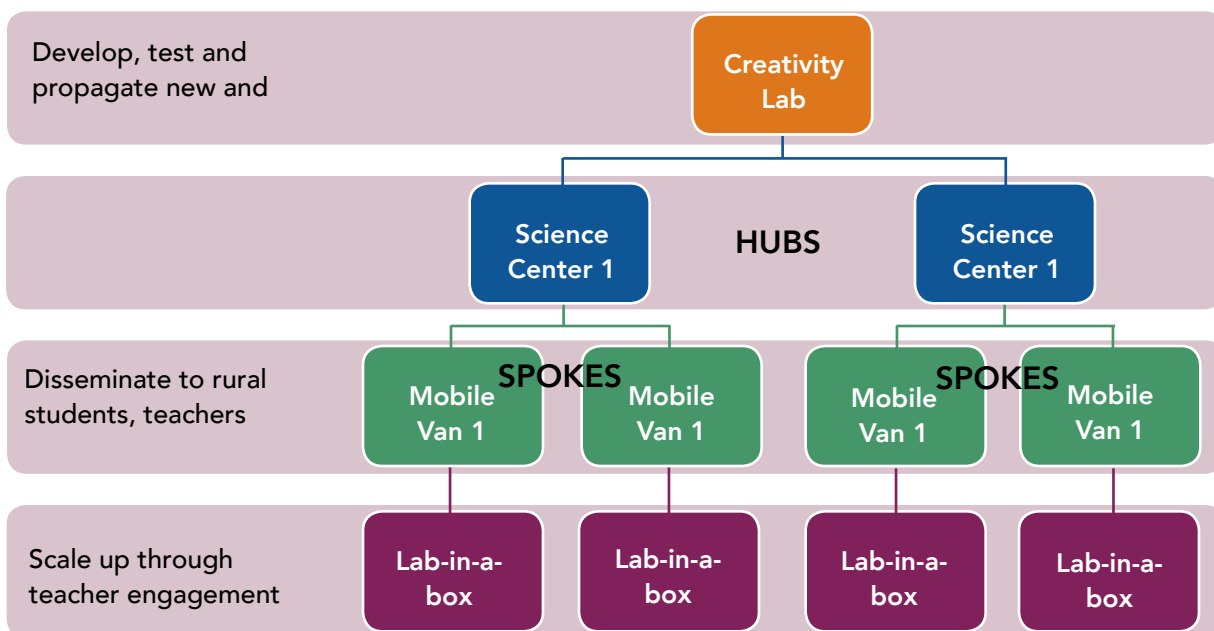 Develop, test and
propagate new and
Creativity
Lab
Science
Center 1
HUBS
Science
Center 1
Disseminate to rural
students, teachers
SPOKES
SPOKES
Mobile
Van 1
Mobile
Van 1
Mobile
Van 1
Mobile
Van 1
Scale up through
teacher engagement
Lab-in-a-
box
Lab-in-a-
box
Lab-in-a-
box
Lab-in-a-
box